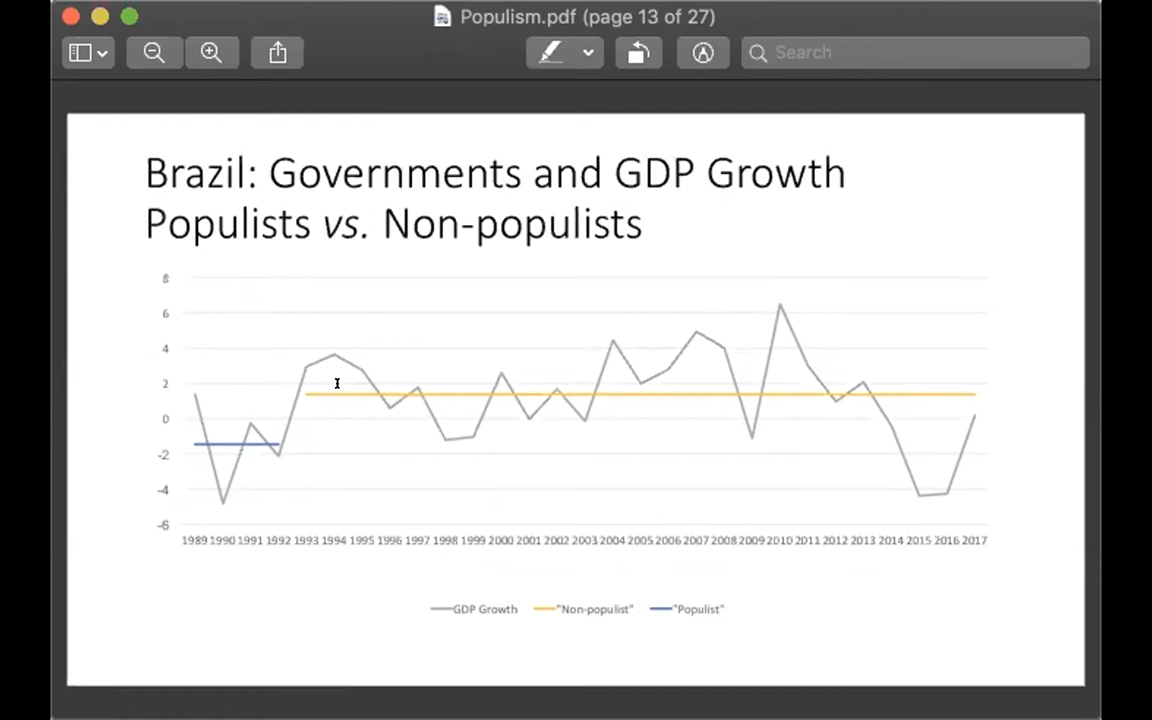 Populism.pdf (page 13 of 27)
Search
Brazil: Governments and GDP Growth
Populists vs. Non-populists
8
6
4
2
0
-2
-4
-6
1989 1990 1991 1992 1993 1994 1995 1996 1997 1998 1999 2000 2001 2002 2003 2004 2005 2006 2007 2008 2009 2010 2011 2012 2013 2014 2015 2016 2017
GDP Growth "Non-populist" "Populist"